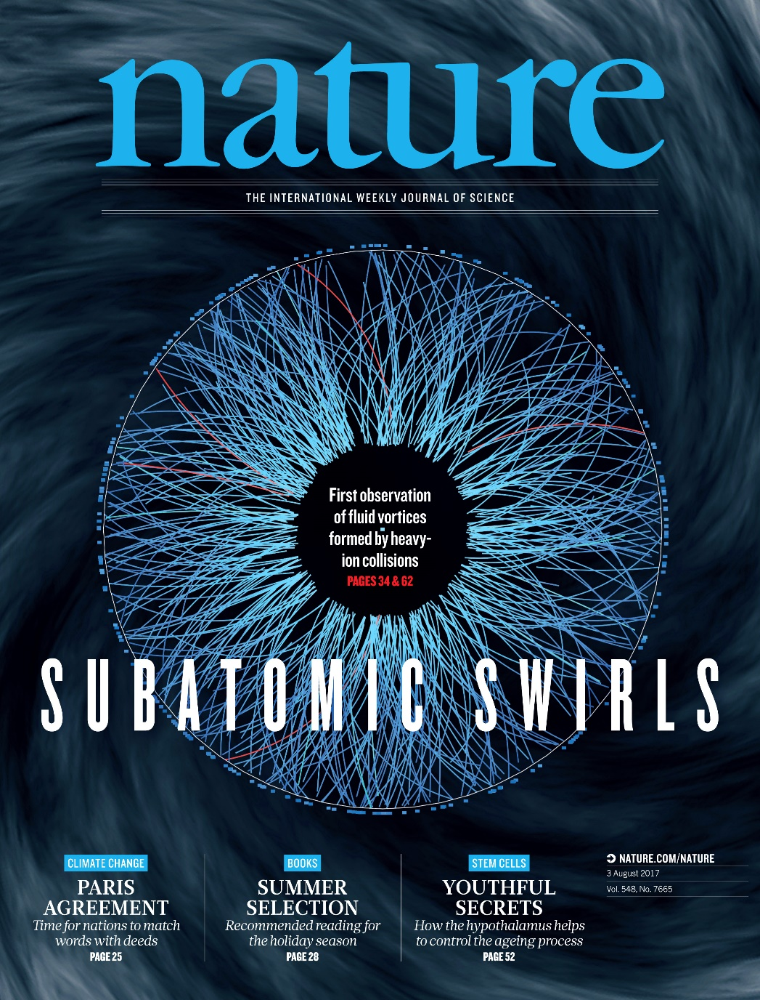 nature
THE INTERNATIONAL WEEKLY JOURNAL OF SCIENCE
First observation
of fluid vortices
formed by heavy-
ion collisions
PAGES 34 & 62
SUBATOMIC SWIRLS
CLIMATE CHANGE
PARIS
AGREEMENT
Time for nations to match
words with deeds
PAGE 25
BOOKS
SUMMER
SELECTION
Recommended reading for
the holiday season
PAGE 28
STEM CELLS
YOUTHFUL
SECRETS
How the hypothalamus helps
to control the ageing process
PAGE 52
NATURE.COM/NATURE
3 August 2017
Vol. 548, No. 7665